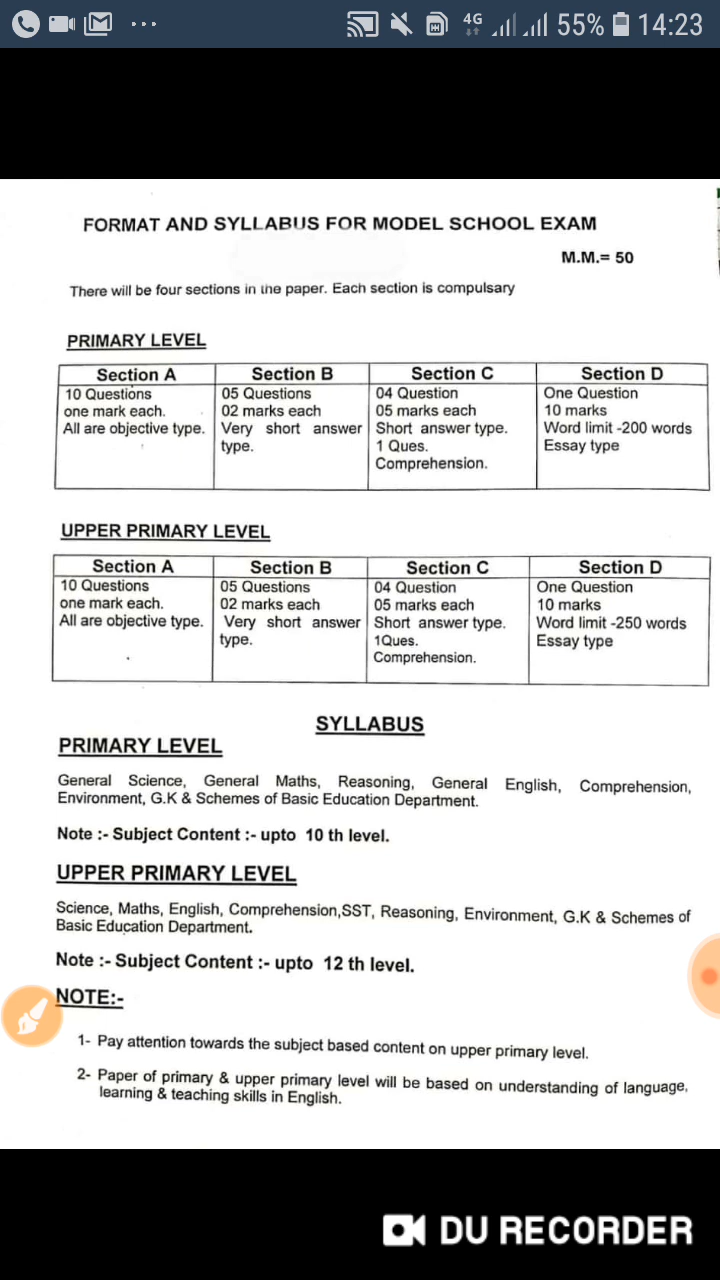 4G 55% 14:23
FORMAT AND SYLLABUS FOR MODEL SCHOOL EXAM
M.M.= 50
There will be four sections in the paper. Each section is compulsary
PRIMARY LEVEL
Section A
10 Questions
one mark each.
All are objective type.
Section B
05 Questions
02 marks each
Very short answer
type.
Section C
04 Question
05 marks each
Short answer type.
1 Ques.
Comprehension.
Section D
One Question
10 marks
Word limit -200 words
Essay type
UPPER PRIMARY LEVEL
Section A
10 Questions
one mark each.
All are objective type.
Section B
05 Questions
02 marks each
Very short answer
type.
Section C
04 Question
05 marks each
Short answer type.
1Ques.
Comprehension.
Section D
One Question
10 marks
Word limit -250 words
Essay type
SYLLABUS
PRIMARY LEVEL
General Science, General Maths, Reasoning, General English, Comprehension,
Environment, G.K & Schemes of Basic Education Department.
Note :- Subject Content :- upto 10 th level.
UPPER PRIMARY LEVEL
Science, Maths, English, Comprehension,SST, Reasoning, Environment, G.K & Schemes of
Basic Education Department.
Note :- Subject Content :- upto 12 th level.
NOTE:-
1- Pay attention towards the subject based content on upper primary level.
2- Paper of primary & upper primary level will be based on understanding of language,
learning & teaching skills in English.
DU RECORDER